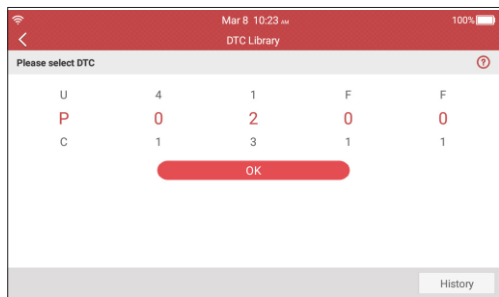 Mar 8 10:23 AM 100%
DTC Library
Please select DTC ?
U 4 1 F F
P 0 2 0 0
C 1 3 1 1
OK
History